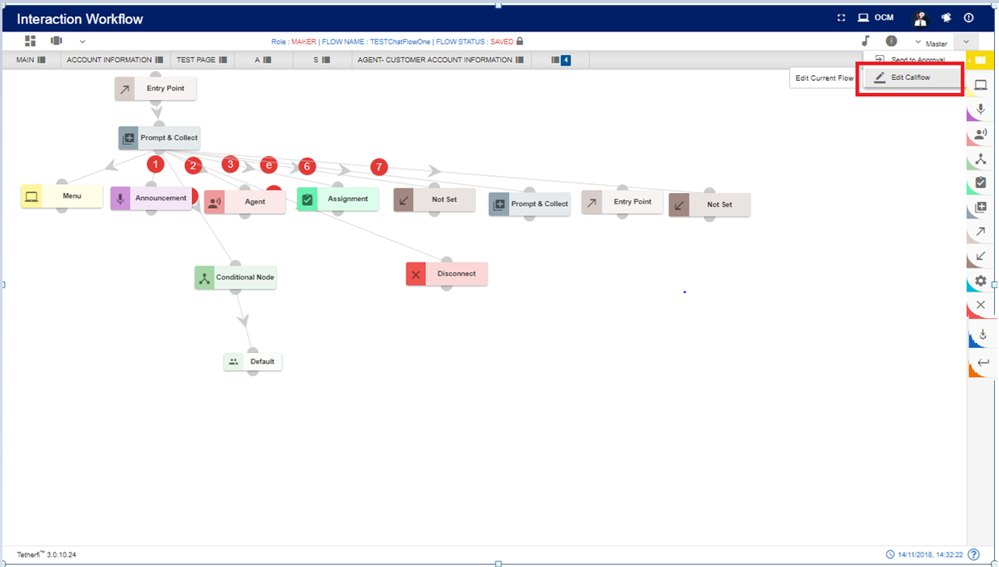 Interaction Workflow
OCM
Role : MAKER | FLOW NAME : TESTChatFlowOne | FLOW STATUS : SAVED
Master
MAIN
ACCOUNT INFORMATION
TEST PAGE
A
S
AGENT- CUSTOMER ACCOUNT INFORMATION
4
Send to Approval
Edit Current Flow
Edit Callflow
Entry Point
Prompt & Collect
1
2
3
e
6
7
Menu
Announcement
Agent
Assignment
Not Set
Prompt & Collect
Entry Point
Not Set
Conditional Node
Disconnect
Default
Tetherfi™ 3.0.10.24
14/11/2018, 14:32:22